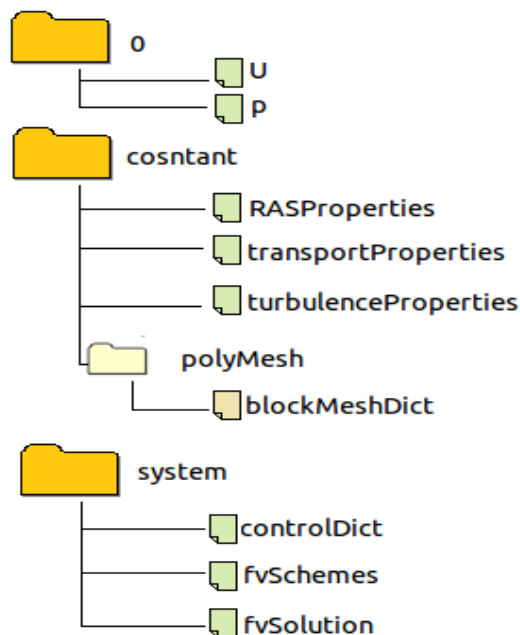 0
U
p
cosntant
RASProperties
transportProperties
turbulenceProperties
polyMesh
blockMeshDict
system
controlDict
fvSchemes
fvSolution